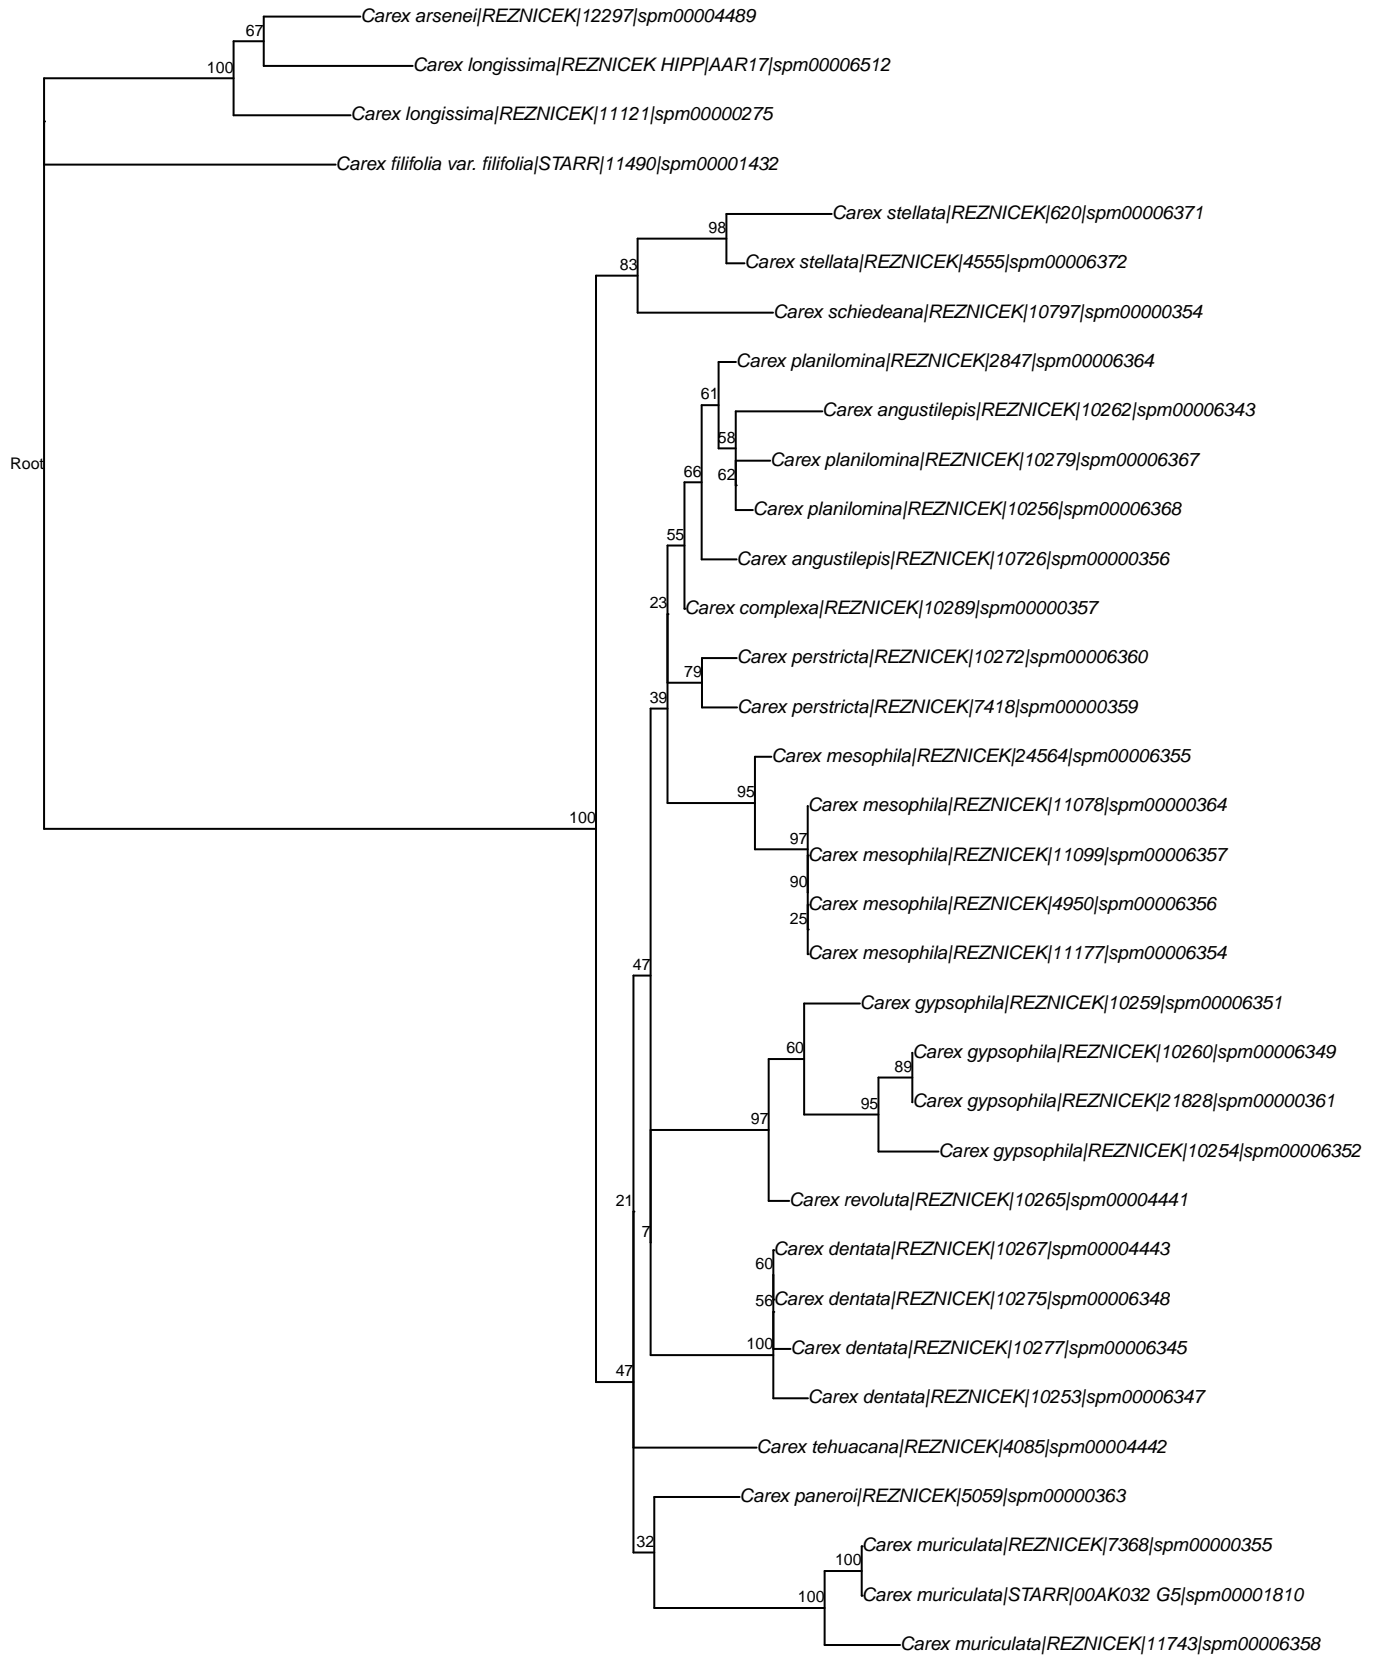 Carex arsenei|REZNICEK|12297|spm00004489
67
Carex longissima|REZNICEK HIPP|AAR17|spm00006512
100
Carex longissima|REZNICEK|11121|spm00000275
Carex filifolia var. filifolia|STARR|11490|spm00001432
Carex stellata|REZNICEK|620|spm00006371
98
Carex stellata|REZNICEK|4555|spm00006372
83
Carex schiedeana|REZNICEK|10797|spm00000354
Carex planilomina|REZNICEK|2847|spm00006364
61
Carex angustilepis|REZNICEK|10262|spm00006343
58
Carex planilomina|REZNICEK|10279|spm00006367
Root
66
62
Carex planilomina|REZNICEK|10256|spm00006368
55
Carex angustilepis|REZNICEK|10726|spm00000356
23
Carex complexa|REZNICEK|10289|spm00000357
Carex perstricta|REZNICEK|10272|spm00006360
79
39
Carex perstricta|REZNICEK|7418|spm00000359
Carex mesophila|REZNICEK|24564|spm00006355
95
Carex mesophila|REZNICEK|11078|spm00000364
100
97
Carex mesophila|REZNICEK|11099|spm00006357
90
Carex mesophila|REZNICEK|4950|spm00006356
25
Carex mesophila|REZNICEK|11177|spm00006354
47
Carex gypsophila|REZNICEK|10259|spm00006351
60
Carex gypsophila|REZNICEK|10260|spm00006349
89
Carex gypsophila|REZNICEK|21828|spm00000361
95
97
Carex gypsophila|REZNICEK|10254|spm00006352
21
Carex revoluta|REZNICEK|10265|spm00004441
7
Carex dentata|REZNICEK|10267|spm00004443
60
56
Carex dentata|REZNICEK|10275|spm00006348
100
Carex dentata|REZNICEK|10277|spm00006345
47
Carex dentata|REZNICEK|10253|spm00006347
Carex tehuacana|REZNICEK|4085|spm00004442
Carex paneroi|REZNICEK|5059|spm00000363
32
Carex muriculata|REZNICEK|7368|spm00000355
100
Carex muriculata|STARR|00AK032 G5|spm00001810
100
Carex muriculata|REZNICEK|11743|spm00006358